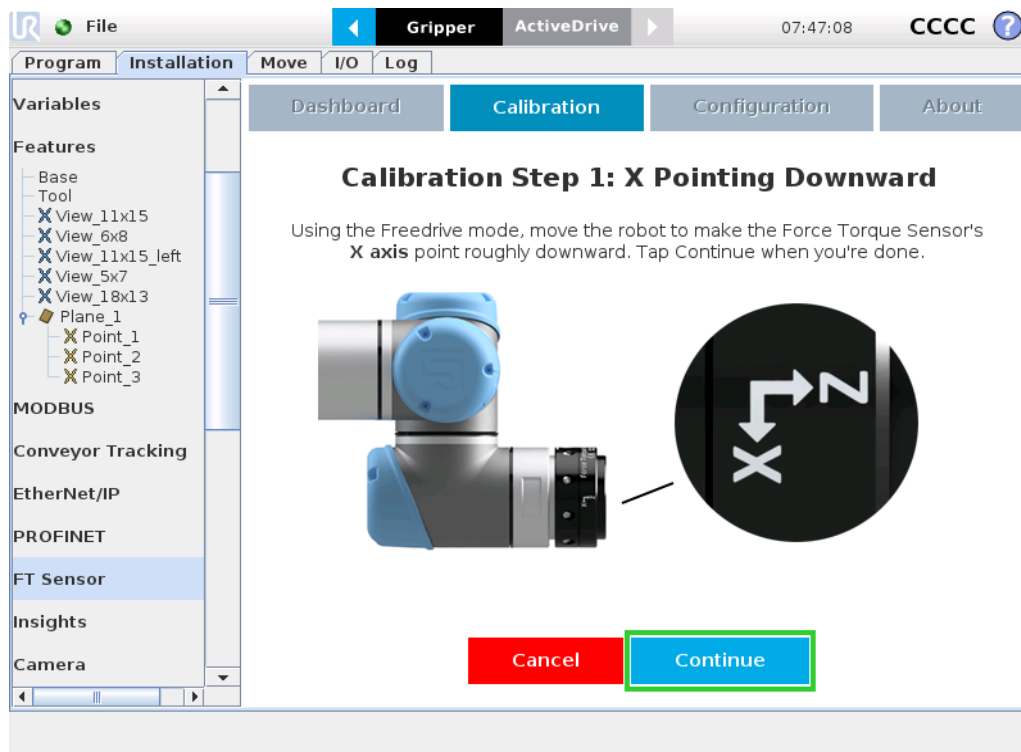 File
Gripper
ActiveDrive
07:47:08
CCCC
?
Program
Installation
Move
I/O
Log
Variables
Features
Base
Tool
View_11x15
View_6x8
View_11x15_left
View_5x7
View_18x13
Plane_1
Point_1
Point_2
Point_3
MODBUS
Conveyor Tracking
EtherNet/IP
PROFINET
FT Sensor
Insights
Camera
Dashboard
Calibration
Configuration
About
Calibration Step 1: X Pointing Downward
Using the Freedrive mode, move the robot to make the Force Torque Sensor's
X axis point roughly downward. Tap Continue when you're done.
Z
X
Cancel
Continue